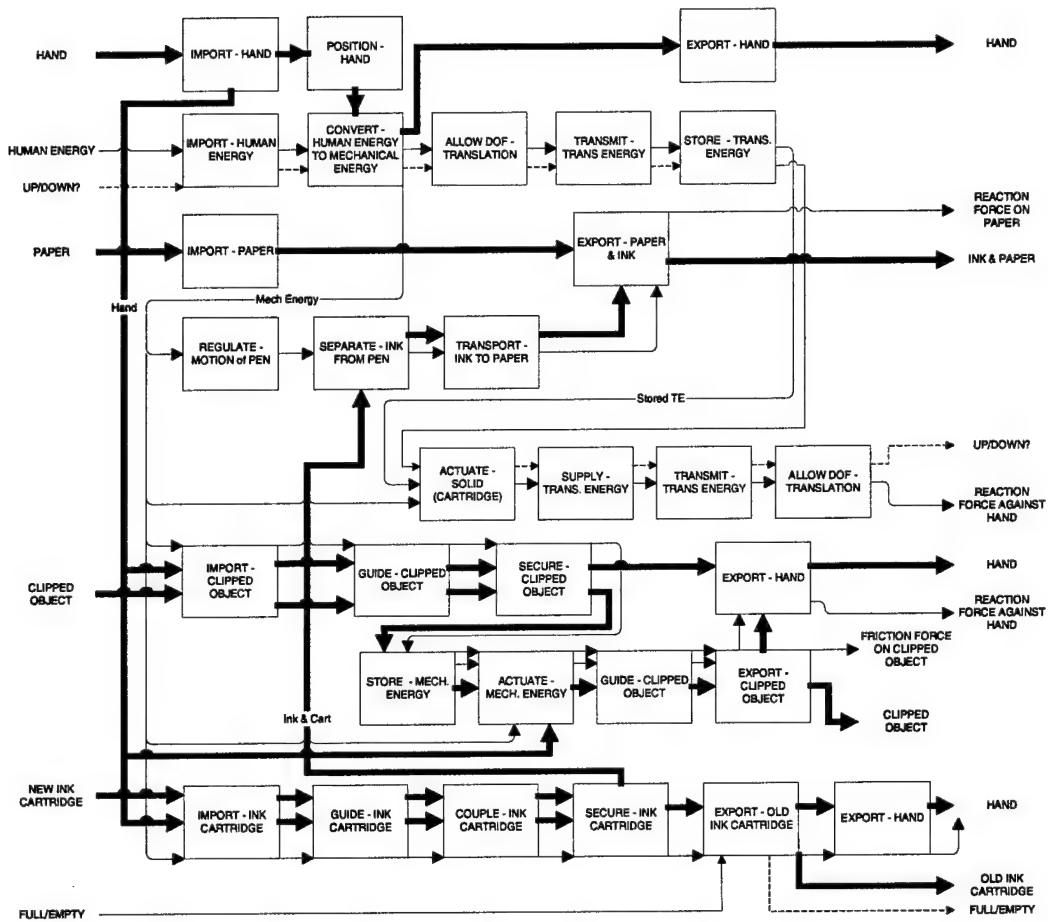 HAND
IMPORT - HAND
POSITION -
HAND
EXPORT - HAND
HAND
HUMAN ENERGY
IMPORT - HUMAN
ENERGY
CONVERT -
HUMAN ENERGY
TO MECHANICAL
ENERGY
ALLOW DOF -
TRANSLATION
TRANSMIT -
TRANS ENERGY
STORE - TRANS.
ENERGY
UP/DOWN?
REACTION
FORCE ON
PAPER
PAPER
IMPORT - PAPER
EXPORT - PAPER
& INK
INK & PAPER
Hand
Mech Energy
REGULATE -
MOTION of PEN
SEPARATE - INK
FROM PEN
TRANSPORT -
INK TO PAPER
Stored TE
ACTUATE -
SOLID
(CARTRIDGE)
SUPPLY -
TRANS. ENERGY
TRANSMIT -
TRANS ENERGY
ALLOW DOF -
TRANSLATION
UP/DOWN?
REACTION
FORCE AGAINST
HAND
CLIPPED
OBJECT
IMPORT -
CLIPPED
OBJECT
GUIDE - CLIPPED
OBJECT
SECURE -
CLIPPED
OBJECT
EXPORT - HAND
HAND
REACTION
FORCE AGAINST
HAND
STORE - MECH.
ENERGY
ACTUATE -
MECH. ENERGY
GUIDE - CLIPPED
OBJECT
EXPORT -
CLIPPED
OBJECT
FRICTION FORCE
ON CLIPPED
OBJECT
CLIPPED
OBJECT
Ink & Cart
NEW INK
CARTRIDGE
IMPORT - INK
CARTRIDGE
GUIDE - INK
CARTRIDGE
COUPLE - INK
CARTRIDGE
SECURE - INK
CARTRIDGE
EXPORT - OLD
INK CARTRIDGE
EXPORT - HAND
HAND
OLD INK
CARTRIDGE
FULL/EMPTY
FULL/EMPTY